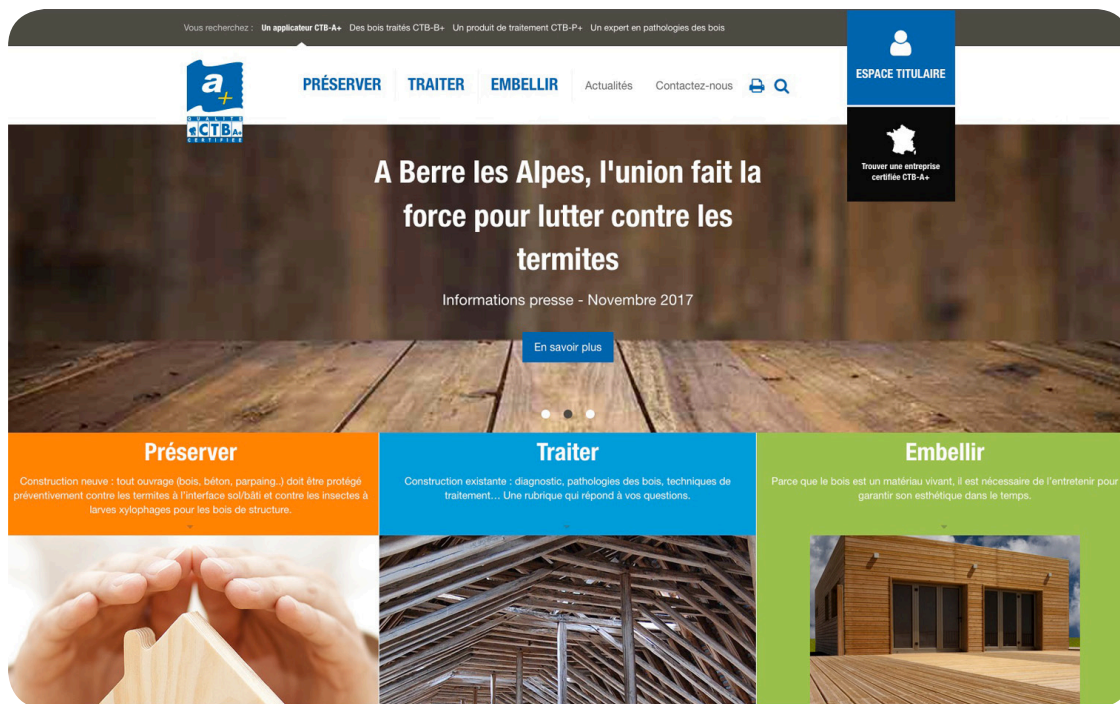 Vous recherchez : Un applicateur CTB-A+ Des bois traités CTB-B+ Un produit de traitement CTB-P+ Un expert en pathologies des bois
ESPACE TITULAIRE
a+
QUALITÉ
CTB A+
CERTIFIÉE
PRÉSERVER TRAITER EMBELLIR Actualités Contactez-nous
Trouver une entreprise
certifiée CTB-A+
A Berre les Alpes, l'union fait la
force pour lutter contre les
termites
Informations presse - Novembre 2017
En savoir plus
Préserver
Construction neuve : tout ouvrage (bois, béton, parpaing..) doit être protégé
préventivement contre les termites à l'interface sol/bâti et contre les insectes à
larves xylophages pour les bois de structure.
Traiter
Construction existante : diagnostic, pathologies des bois, techniques de
traitement... Une rubrique qui répond à vos questions.
Embellir
Parce que le bois est un matériau vivant, il est nécessaire de l'entretenir pour
garantir son esthétique dans le temps.